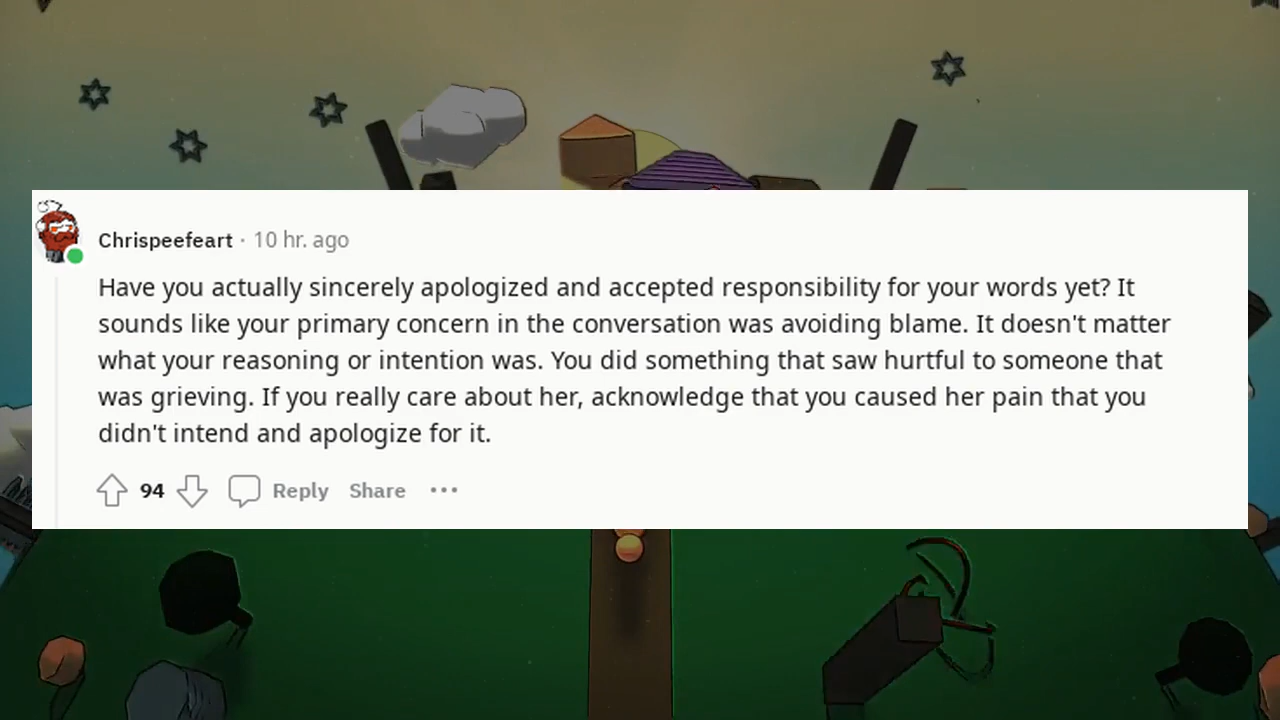 Chrispeefeart · 10 hr. ago
Have you actually sincerely apologized and accepted responsibility for your words yet? It
sounds like your primary concern in the conversation was avoiding blame. It doesn't matter
what your reasoning or intention was. You did something that saw hurtful to someone that
was grieving. If you really care about her, acknowledge that you caused her pain that you
didn't intend and apologize for it.
94 Reply Share ···